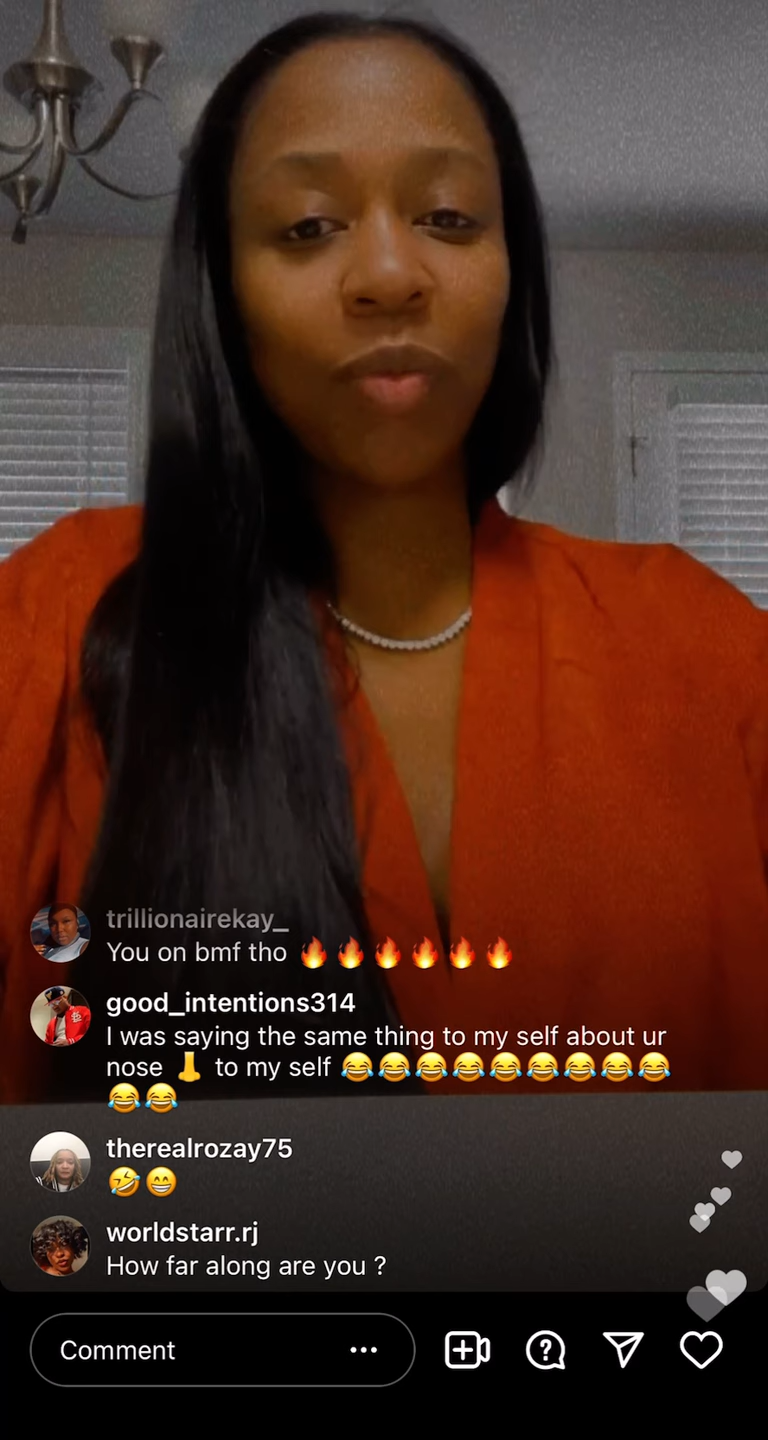 trillionairekay_
You on bmf tho 🔥🔥🔥🔥🔥🔥
good_intentions314
I was saying the same thing to my self about ur
nose 👃 to my self 😂😂😂😂😂😂😂😂😂
😂😂
therealrozay75
🤣😁
worldstarr.rj
How far along are you ?
Comment